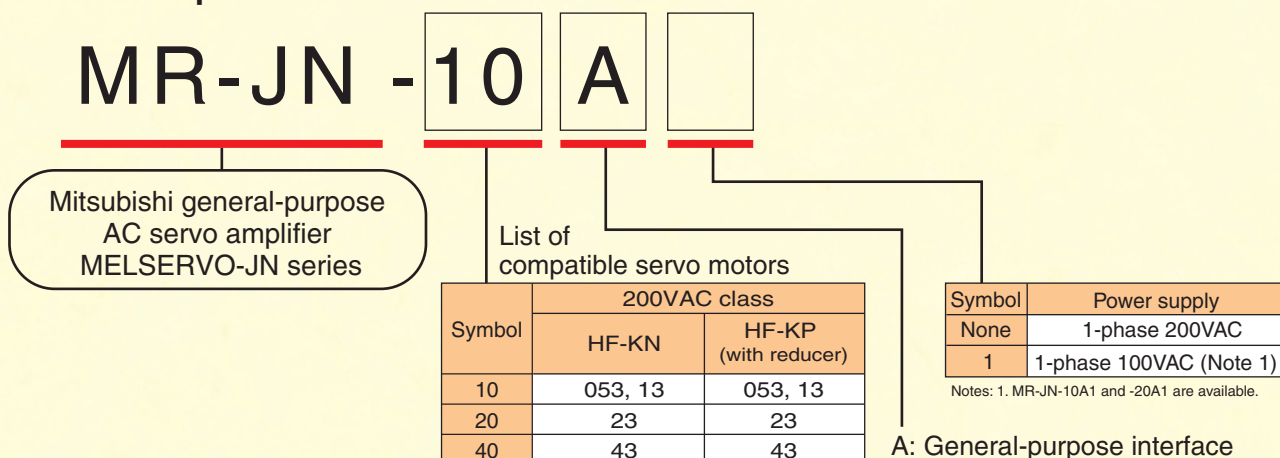 MR-JN - 10 A
Mitsubishi general-purpose
AC servo amplifier
MELSERVO-JN series
List of
compatible servo motors
Symbol 200VAC class
HF-KN HF-KP (with reducer)
10 053, 13 053, 13
20 23 23
40 43 43
A: General-purpose interface
Symbol Power supply
None 1-phase 200VAC
1 1-phase 100VAC (Note 1)
Notes: 1. MR-JN-10A1 and -20A1 are available.